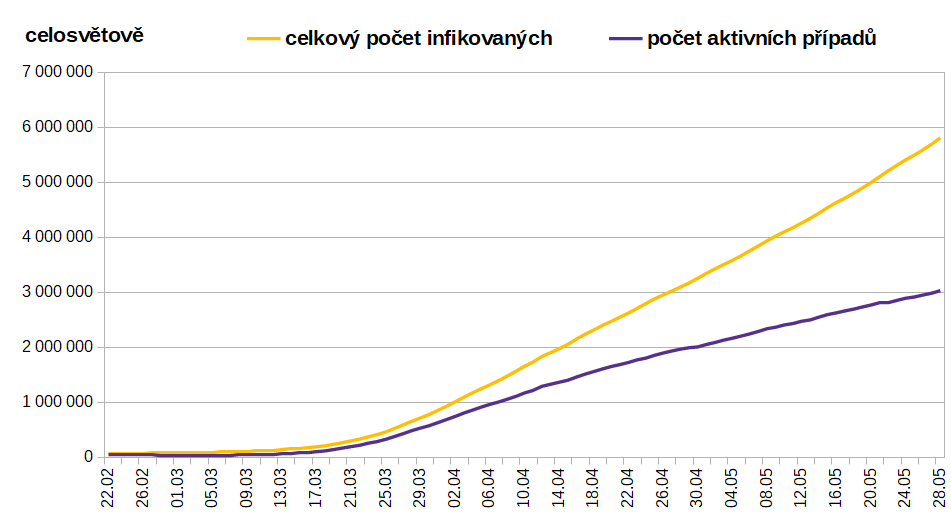 celosvětově
celkový počet infikovaných
počet aktivních případů
7 000 000
6 000 000
5 000 000
4 000 000
3 000 000
2 000 000
1 000 000
0
22.02
26.02
01.03
05.03
09.03
13.03
17.03
21.03
25.03
29.03
02.04
06.04
10.04
14.04
18.04
22.04
26.04
30.04
04.05
08.05
12.05
16.05
20.05
24.05
28.05